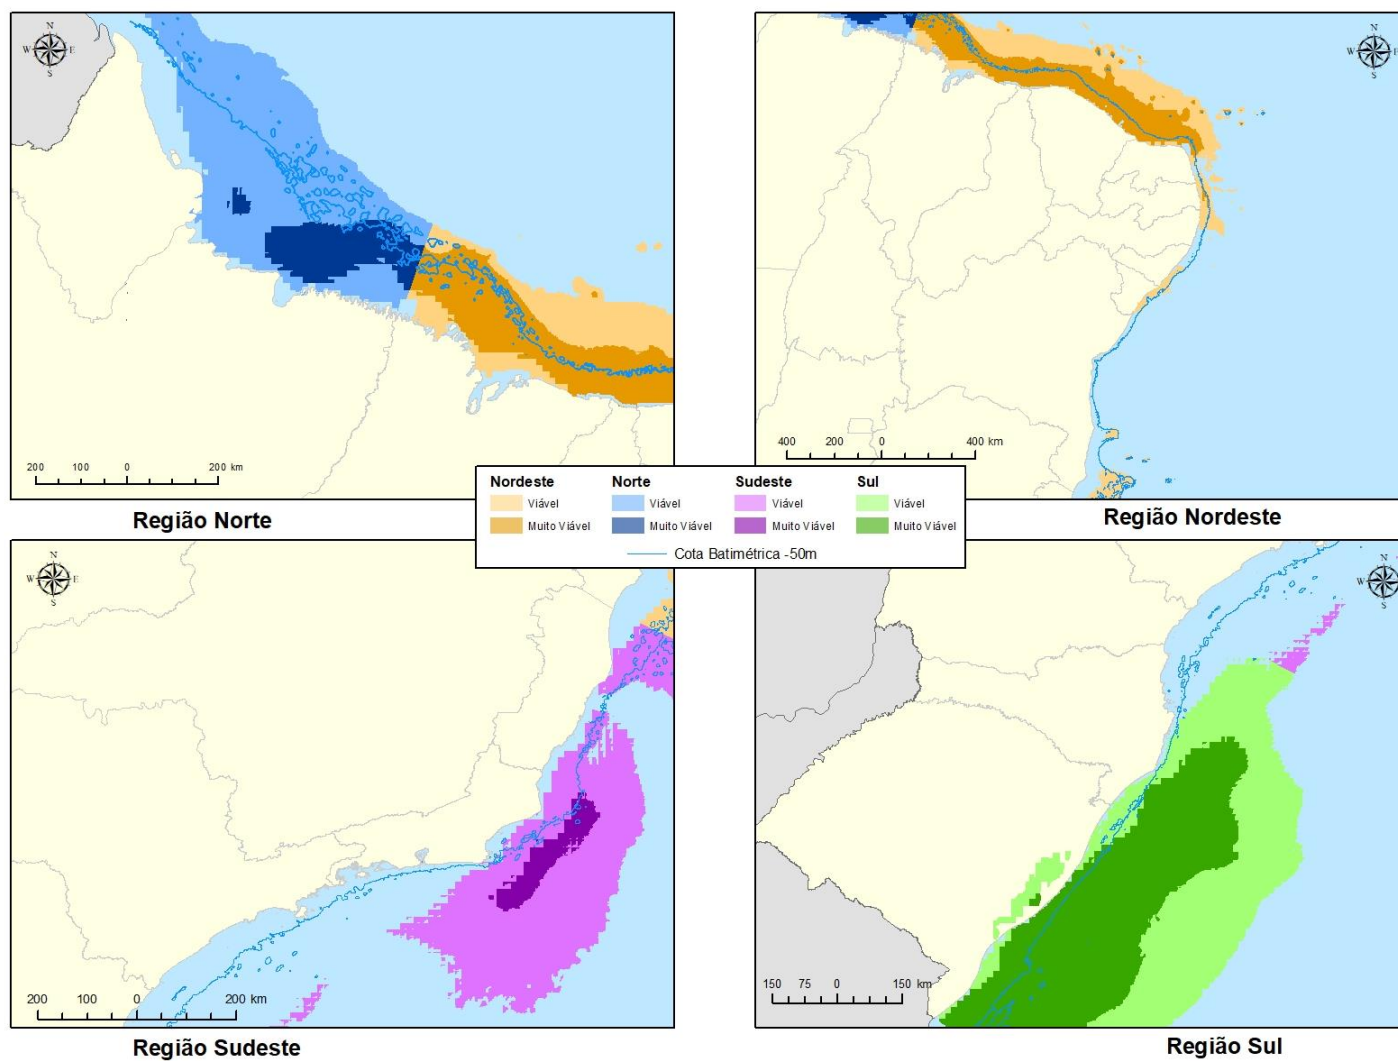 N
W E
S
200 100 0 200 km
Região Norte
N
W E
S
400 200 0 400 km
Região Nordeste
Nordeste Norte Sudeste Sul
Viável Viável Viável Viável
Muito Viável Muito Viável Muito Viável Muito Viável
Cota Batimétrica -50m
N
W E
S
200 100 0 200 km
Região Sudeste
N
W E
S
150 75 0 150 km
Região Sul